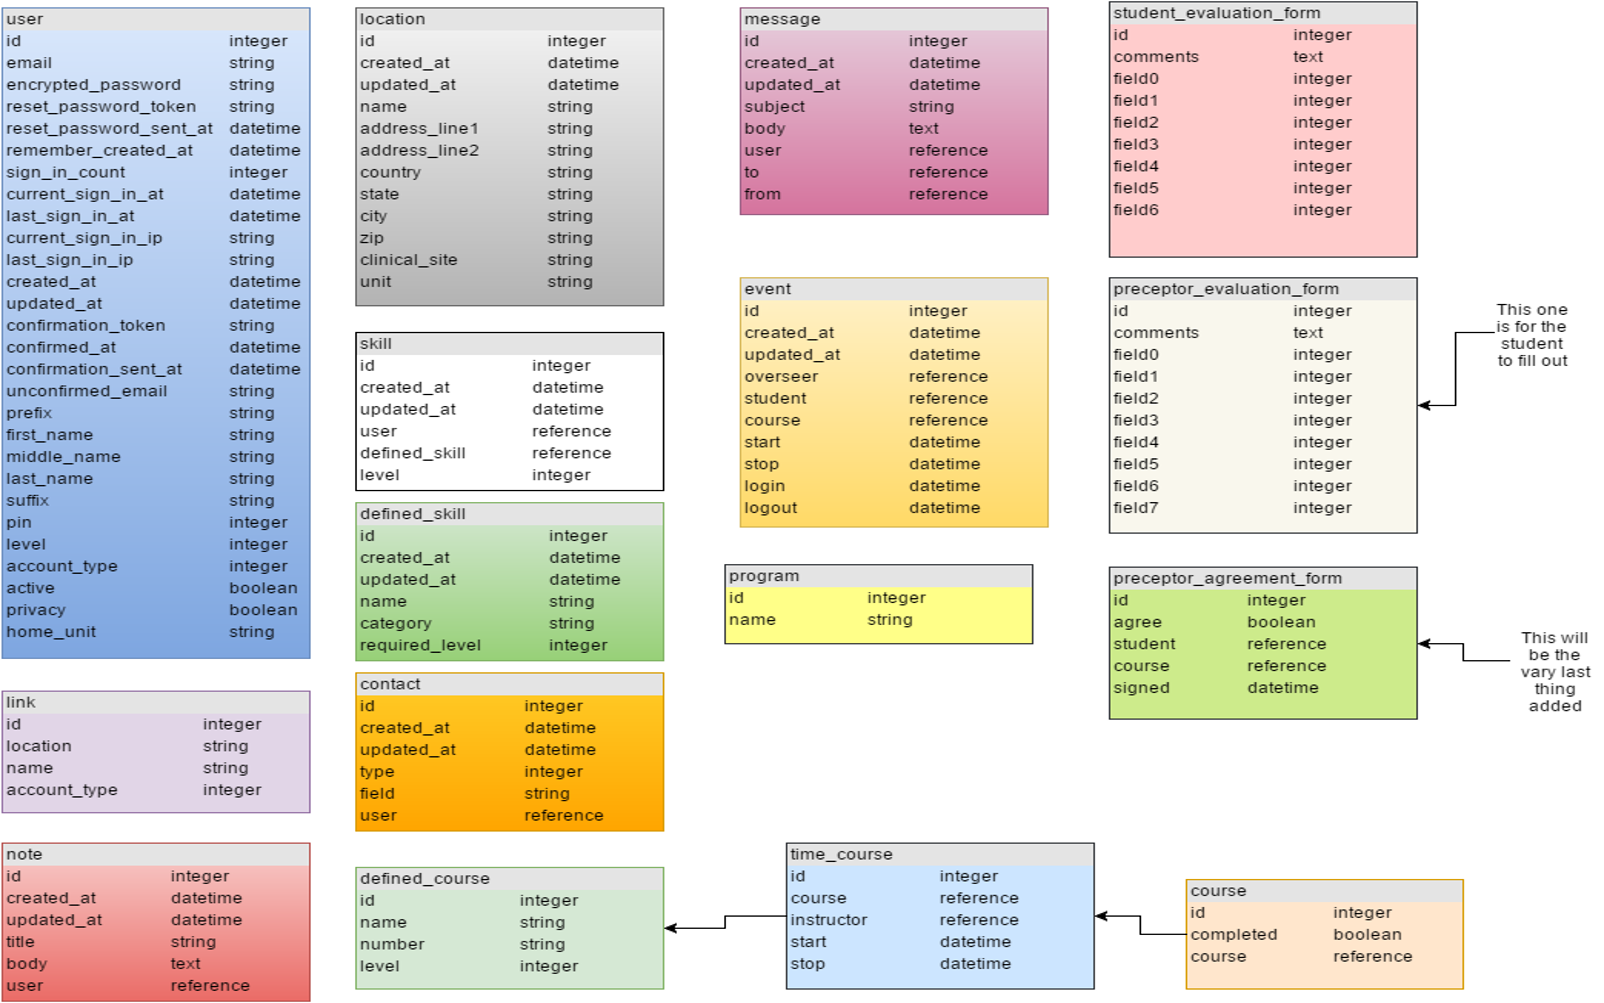 user
id integer
email string
encrypted_password string
reset_password_token string
reset_password_sent_at datetime
remember_created_at datetime
sign_in_count integer
current_sign_in_at datetime
last_sign_in_at datetime
current_sign_in_ip string
last_sign_in_ip string
created_at datetime
updated_at datetime
confirmation_token string
confirmed_at datetime
confirmation_sent_at datetime
unconfirmed_email string
prefix string
first_name string
middle_name string
last_name string
suffix string
pin integer
level integer
account_type integer
active boolean
privacy boolean
home_unit string
link
id integer
location string
name string
account_type integer
note
id integer
created_at datetime
updated_at datetime
title string
body text
user reference
location
id integer
created_at datetime
updated_at datetime
name string
address_line1 string
address_line2 string
country string
state string
city string
zip string
clinical_site string
unit string
skill
id integer
created_at datetime
updated_at datetime
user reference
defined_skill reference
level integer
defined_skill
id integer
created_at datetime
updated_at datetime
name string
category string
required_level integer
contact
id integer
created_at datetime
updated_at datetime
type integer
field string
user reference
defined_course
id integer
name string
number string
level integer
message
id integer
created_at datetime
updated_at datetime
subject string
body text
user reference
to reference
from reference
event
id integer
created_at datetime
updated_at datetime
overseer reference
student reference
course reference
start datetime
stop datetime
login datetime
logout datetime
program
id integer
name string
time_course
id integer
course reference
instructor reference
start datetime
stop datetime
student_evaluation_form
id integer
comments text
field0 integer
field1 integer
field2 integer
field3 integer
field4 integer
field5 integer
field6 integer
preceptor_evaluation_form
id integer
comments text
field0 integer
field1 integer
field2 integer
field3 integer
field4 integer
field5 integer
field6 integer
field7 integer
This one
is for the
student
to fill out
preceptor_agreement_form
id integer
agree boolean
student reference
course reference
signed datetime
This will
be the
vary last
thing
added
course
id integer
completed boolean
course reference